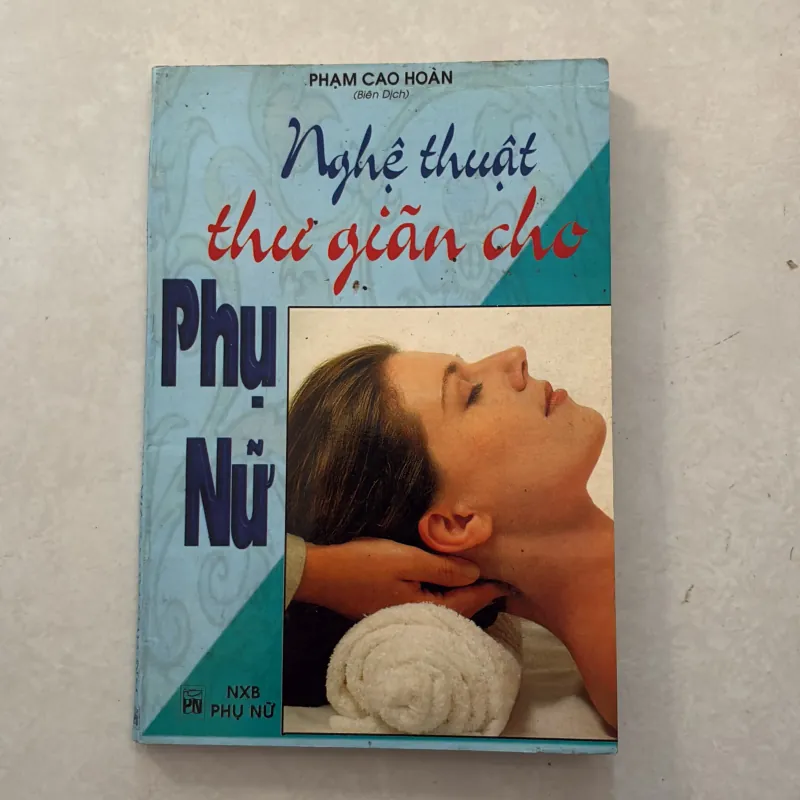 PHẠM CAO HOÀN
(Biên Dịch)
Nghệ thuật
thư giãn cho
Phụ
Nữ
PN
NXB
PHỤ NỮ